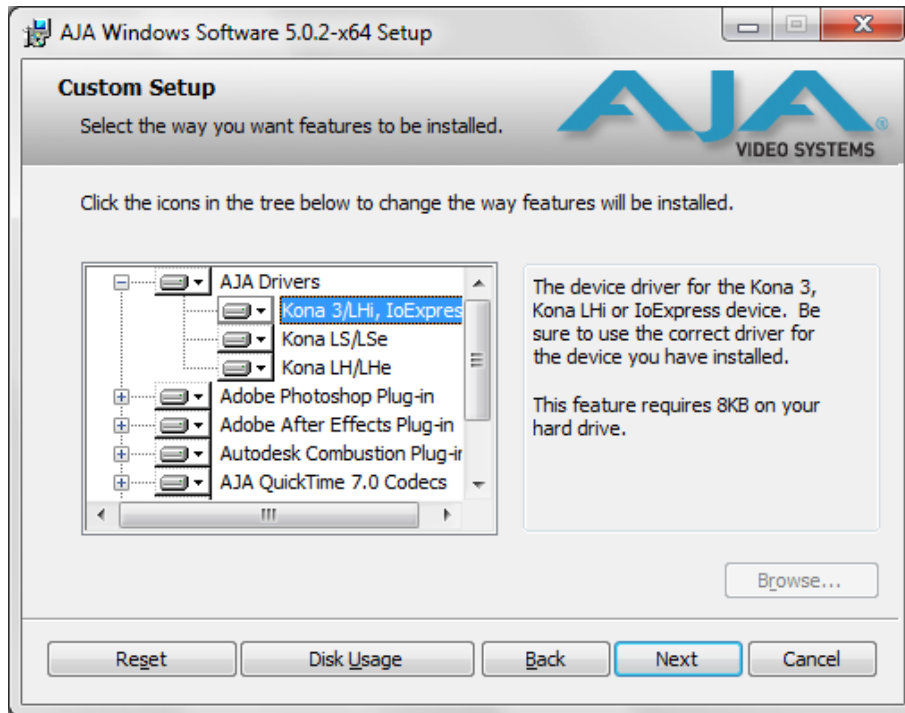 AJA Windows Software 5.0.2-x64 Setup
Custom Setup
Select the way you want features to be installed.
AJA®
VIDEO SYSTEMS
Click the icons in the tree below to change the way features will be installed.
AJA Drivers
Kona 3/LHi, IoExpres
Kona LS/LSe
Kona LH/LHe
Adobe Photoshop Plug-in
Adobe After Effects Plug-in
Autodesk Combustion Plug-ir
AJA QuickTime 7.0 Codecs
The device driver for the Kona 3,
Kona LHi or IoExpress device. Be
sure to use the correct driver for
the device you have installed.
This feature requires 8KB on your
hard drive.
Browse...
Reset
Disk Usage
Back
Next
Cancel